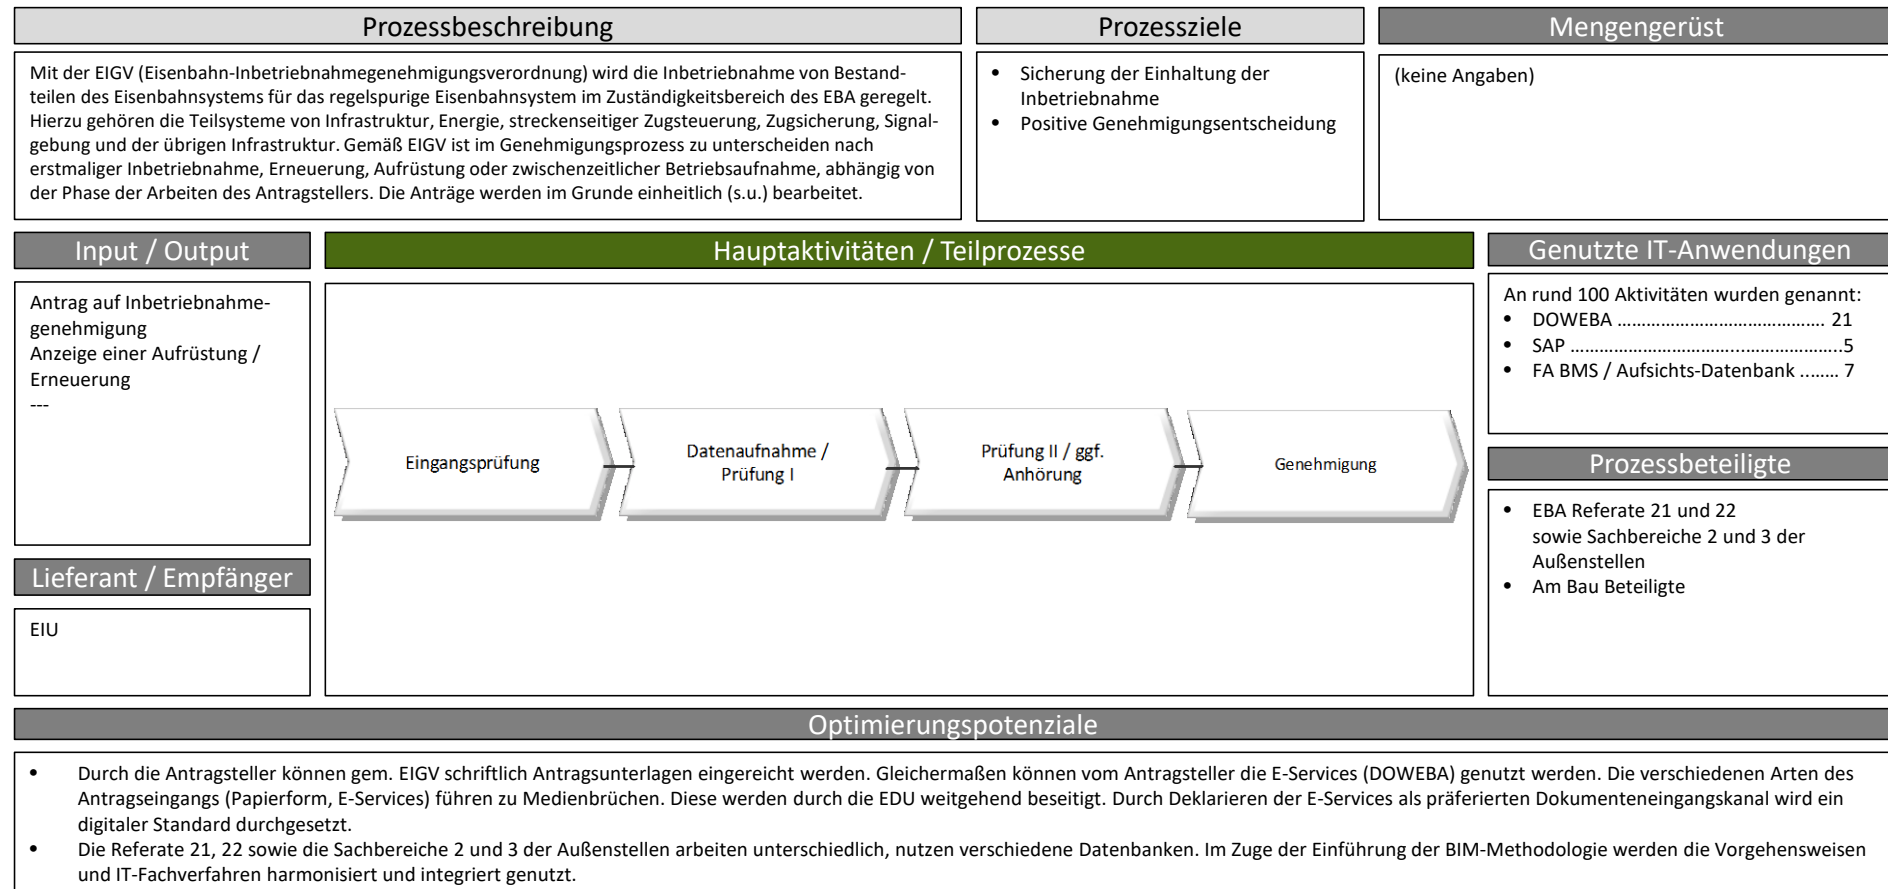 Prozessbeschreibung
Mit der EIGV (Eisenbahn-Inbetriebnahmegenehmigungsverordnung) wird die Inbetriebnahme von Bestand-
teilen des Eisenbahnsystems für das regelspurige Eisenbahnsystem im Zuständigkeitsbereich des EBA geregelt.
Hierzu gehören die Teilsysteme von Infrastruktur, Energie, streckenseitiger Zugsteuerung, Zugsicherung, Signal-
gebung und der übrigen Infrastruktur. Gemäß EIGV ist im Genehmigungsprozess zu unterscheiden nach
erstmaliger Inbetriebnahme, Erneuerung, Aufrüstung oder zwischenzeitlicher Betriebsaufnahme, abhängig von
der Phase der Arbeiten des Antragstellers. Die Anträge werden im Grunde einheitlich (s.u.) bearbeitet.
Prozessziele
• Sicherung der Einhaltung der
Inbetriebnahme
• Positive Genehmigungsentscheidung
Mengengerüst
(keine Angaben)
Input / Output
Antrag auf Inbetriebnahme-
genehmigung
Anzeige einer Aufrüstung /
Erneuerung
---
Lieferant / Empfänger
EIU
Hauptaktivitäten / Teilprozesse
Eingangsprüfung
Datenaufnahme /
Prüfung I
Prüfung II / ggf.
Anhörung
Genehmigung
Genutzte IT-Anwendungen
An rund 100 Aktivitäten wurden genannt:
• DOWEBA ……………………………………. 21
• SAP ……………………………...………………..5
• FA BMS / Aufsichts-Datenbank ..…… 7
Prozessbeteiligte
• EBA Referate 21 und 22
sowie Sachbereiche 2 und 3 der
Außenstellen
• Am Bau Beteiligte
Optimierungspotenziale
• Durch die Antragsteller können gem. EIGV schriftlich Antragsunterlagen eingereicht werden. Gleichermaßen können vom Antragsteller die E-Services (DOWEBA) genutzt werden. Die verschiedenen Arten des
Antragseingangs (Papierform, E-Services) führen zu Medienbrüchen. Diese werden durch die EDU weitgehend beseitigt. Durch Deklarieren der E-Services als präferierten Dokumenteneingangskanal wird ein
digitaler Standard durchgesetzt.
• Die Referate 21, 22 sowie die Sachbereiche 2 und 3 der Außenstellen arbeiten unterschiedlich, nutzen verschiedene Datenbanken. Im Zuge der Einführung der BIM-Methodologie werden die Vorgehensweisen
und IT-Fachverfahren harmonisiert und integriert genutzt.